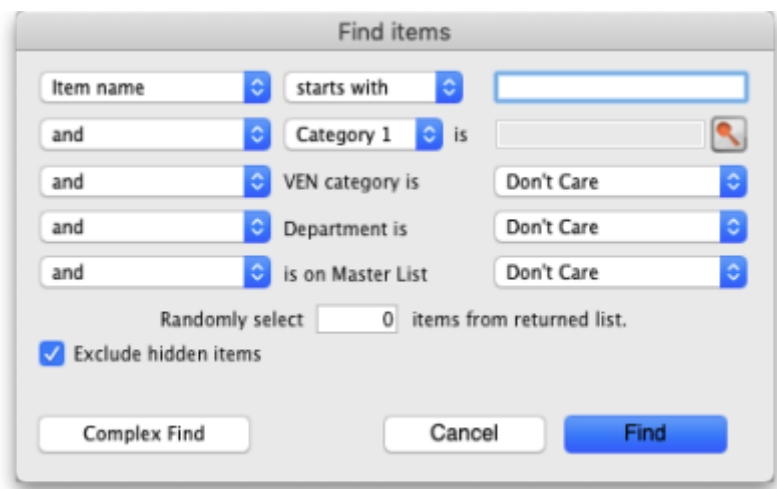 Find items
Item name starts with
and Category 1 is
and VEN category is Don't Care
and Department is Don't Care
and is on Master List Don't Care
Randomly select 0 items from returned list.
Exclude hidden items
Complex Find Cancel Find